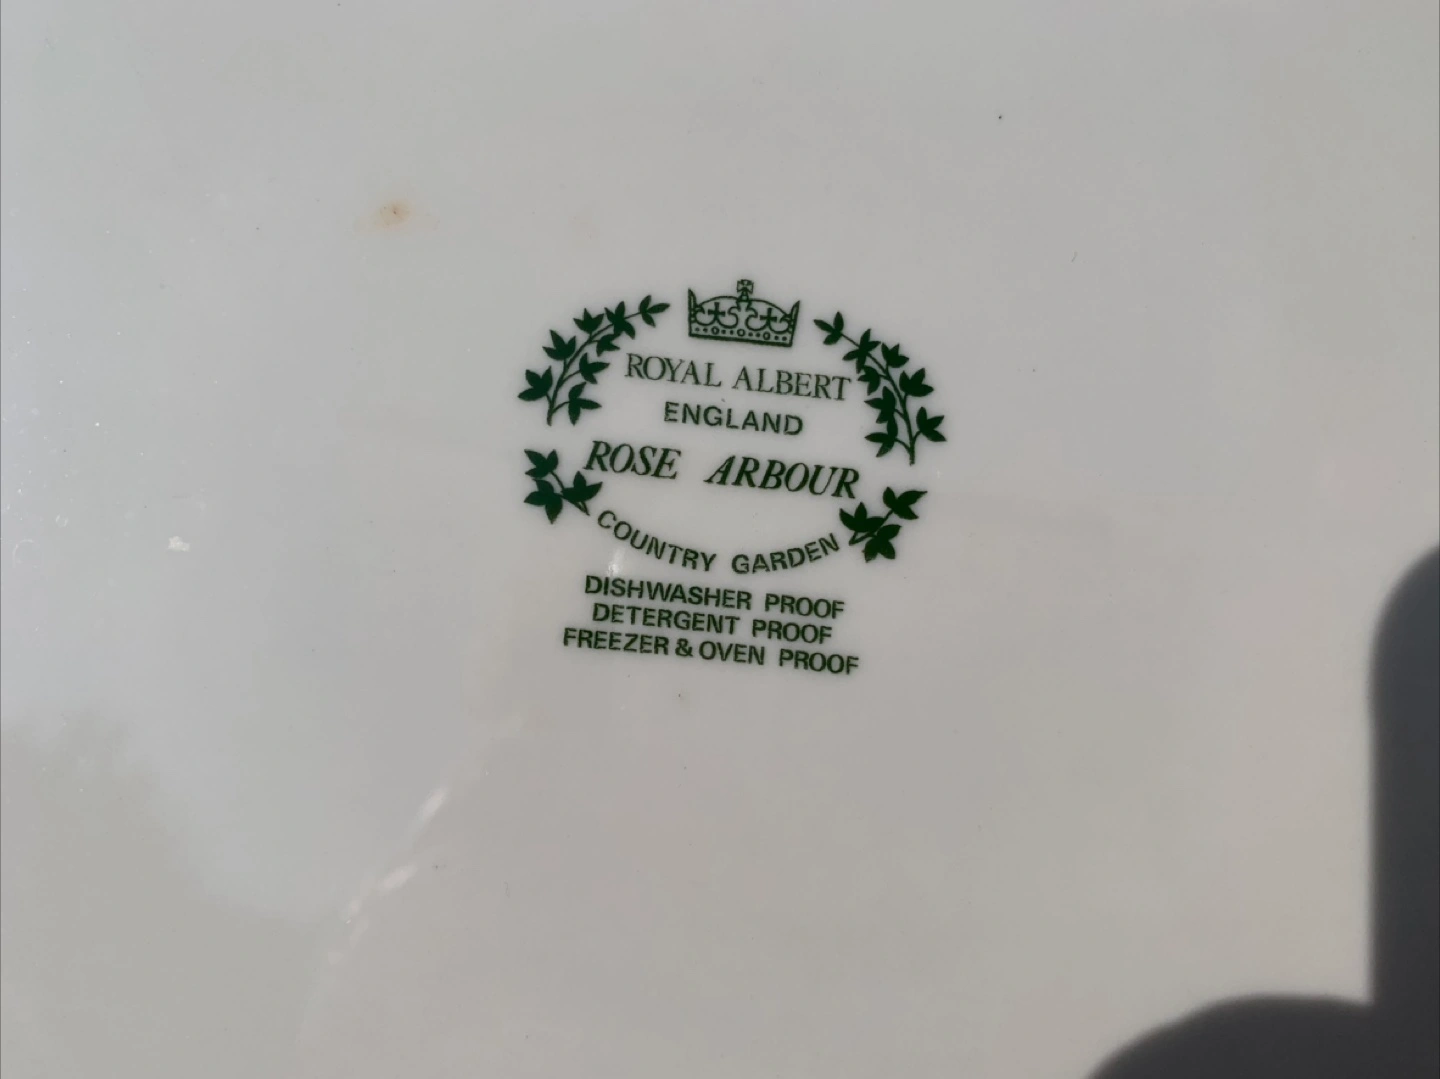 ROYAL ALBERT
ENGLAND
ROSE ARBOUR
COUNTRY GARDEN
DISHWASHER PROOF
DETERGENT PROOF
FREEZER & OVEN PROOF